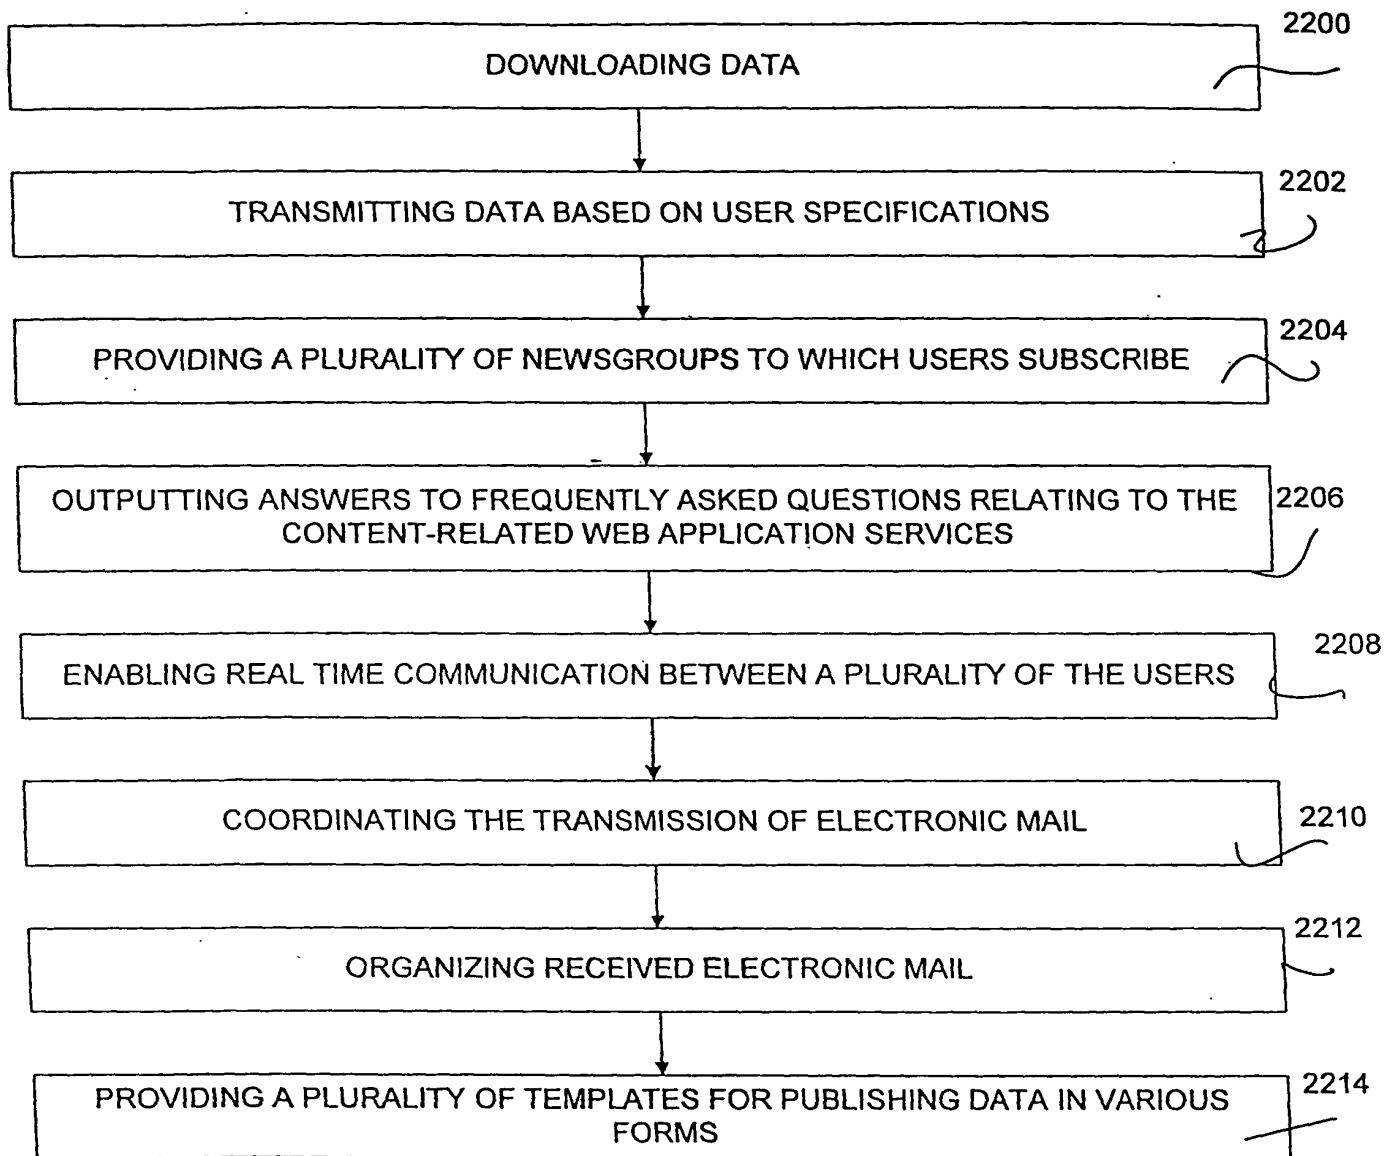 2200
DOWNLOADING DATA
2202
TRANSMITTING DATA BASED ON USER SPECIFICATIONS
2204
PROVIDING A PLURALITY OF NEWSGROUPS TO WHICH USERS SUBSCRIBE
2206
OUTPUTTING ANSWERS TO FREQUENTLY ASKED QUESTIONS RELATING TO THE
CONTENT-RELATED WEB APPLICATION SERVICES
2208
ENABLING REAL TIME COMMUNICATION BETWEEN A PLURALITY OF THE USERS
2210
COORDINATING THE TRANSMISSION OF ELECTRONIC MAIL
2212
ORGANIZING RECEIVED ELECTRONIC MAIL
2214
PROVIDING A PLURALITY OF TEMPLATES FOR PUBLISHING DATA IN VARIOUS
FORMS